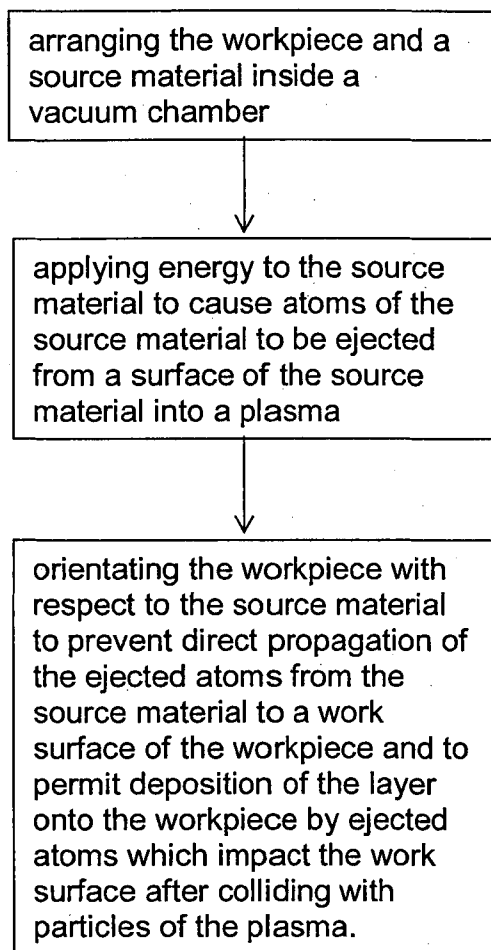 arranging the workpiece and a
source material inside a
vacuum chamber
applying energy to the source
material to cause atoms of the
source material to be ejected
from a surface of the source
material into a plasma
orientating the workpiece with
respect to the source material
to prevent direct propagation of
the ejected atoms from the
source material to a work
surface of the workpiece and to
permit deposition of the layer
onto the workpiece by ejected
atoms which impact the work
surface after colliding with
particles of the plasma.